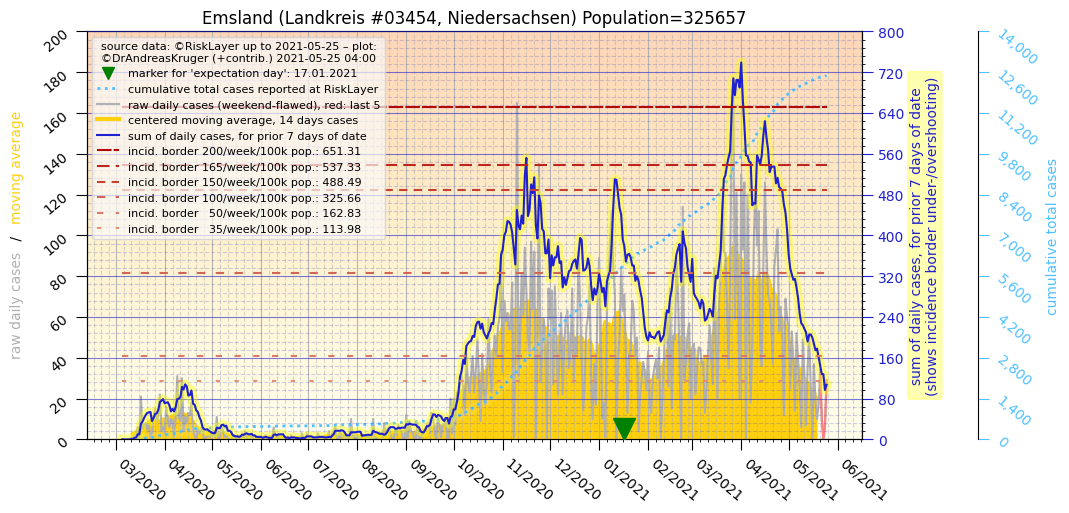 Emsland (Landkreis #03454, Niedersachsen) Population=325657
source data: ©RiskLayer up to 2021-05-25 – plot:
©DrAndreasKruger (+contrib.) 2021-05-25 04:00
marker for 'expectation day': 17.01.2021
cumulative total cases reported at RiskLayer
raw daily cases (weekend-flawed), red: last 5
centered moving average, 14 days cases
sum of daily cases, for prior 7 days of date
incid. border 200/week/100k pop.: 651.31
incid. border 165/week/100k pop.: 537.33
incid. border 150/week/100k pop.: 488.49
incid. border 100/week/100k pop.: 325.66
incid. border 50/week/100k pop.: 162.83
incid. border 35/week/100k pop.: 113.98
raw daily cases / moving average
200
180
160
140
120
100
80
60
40
20
0
03/2020
04/2020
05/2020
06/2020
07/2020
08/2020
09/2020
10/2020
11/2020
12/2020
01/2021
02/2021
03/2021
04/2021
05/2021
06/2021
800
720
640
560
480
400
320
240
160
80
0
sum of daily cases, for prior 7 days of date
(shows incidence border under-/overshooting)
14,000
12,600
11,200
9,800
8,400
7,000
5,600
4,200
2,800
1,400
0
cumulative total cases